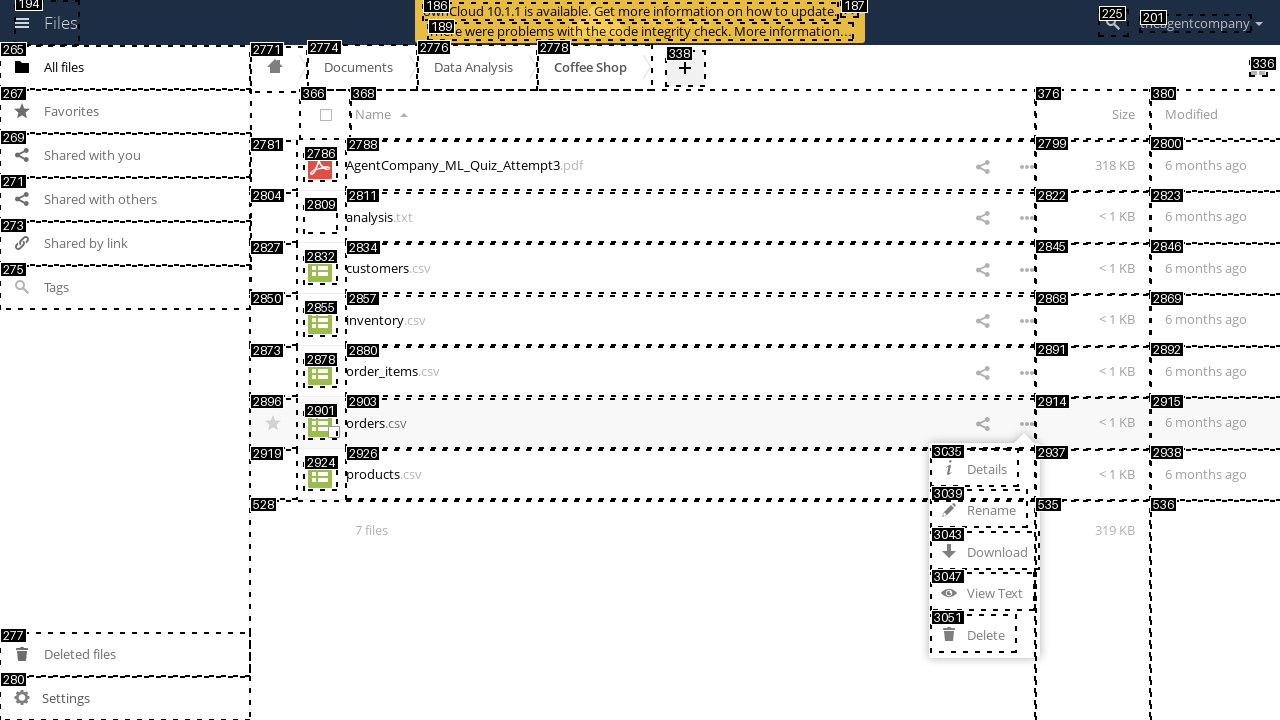 194
Files
186
ownCloud 10.1.1 is available. Get more information on how to update.
187
189
There were problems with the code integrity check. More information…
225
201
theagentcompany
265
All files
267
Favorites
269
Shared with you
271
Shared with others
273
Shared by link
275
Tags
277
Deleted files
280
Settings
2771
2774
Documents
2776
Data Analysis
2778
Coffee Shop
338
+
336
366
368
Name
376
Size
380
Modified
2781
2786
2788
AgentCompany_ML_Quiz_Attempt3.pdf
2799
318 KB
2800
6 months ago
2804
2809
2811
analysis.txt
2822
< 1 KB
2823
6 months ago
2827
2832
2834
customers.csv
2845
< 1 KB
2846
6 months ago
2850
2855
2857
inventory.csv
2868
< 1 KB
2869
6 months ago
2873
2878
2880
order_items.csv
2891
< 1 KB
2892
6 months ago
2896
2901
2903
orders.csv
2914
< 1 KB
2915
6 months ago
2919
2924
2926
products.csv
2937
< 1 KB
2938
6 months ago
3035
Details
3039
Rename
3043
Download
3047
View Text
3051
Delete
528
7 files
535
319 KB
536